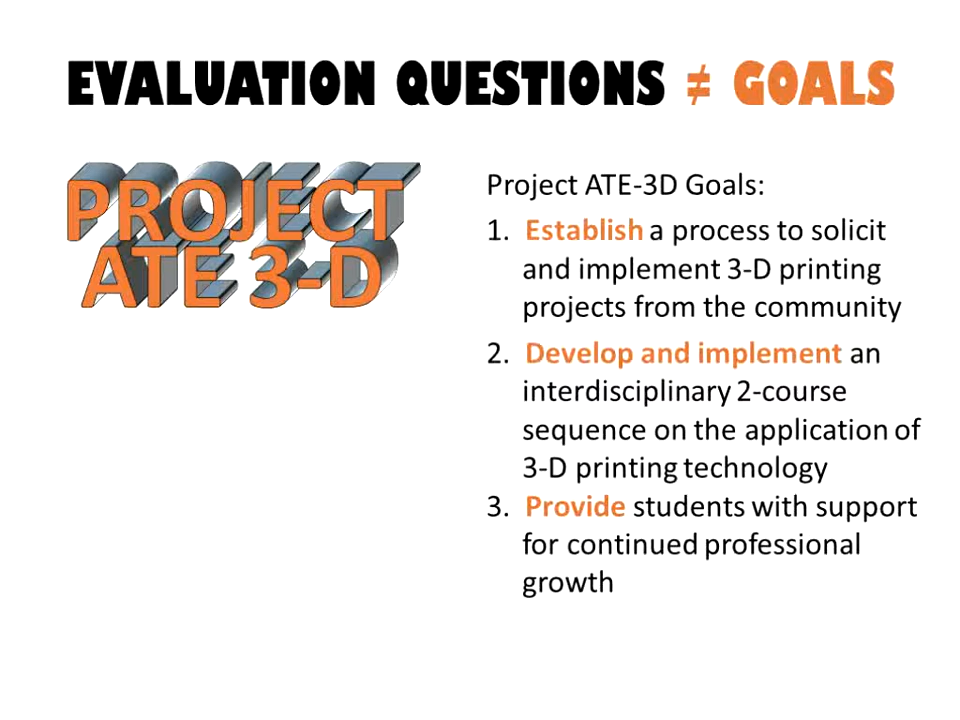 EVALUATION QUESTIONS ≠ GOALS
PROJECT
ATE 3-D
Project ATE-3D Goals:
1. Establish a process to solicit
and implement 3-D printing
projects from the community
2. Develop and implement an
interdisciplinary 2-course
sequence on the application of
3-D printing technology
3. Provide students with support
for continued professional
growth